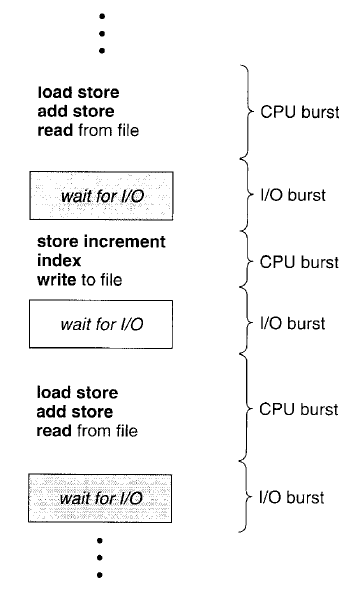 load store
add store
read from file
CPU burst
wait for I/O
I/O burst
store increment
index
write to file
CPU burst
wait for I/O
I/O burst
load store
add store
read from file
CPU burst
wait for I/O
I/O burst